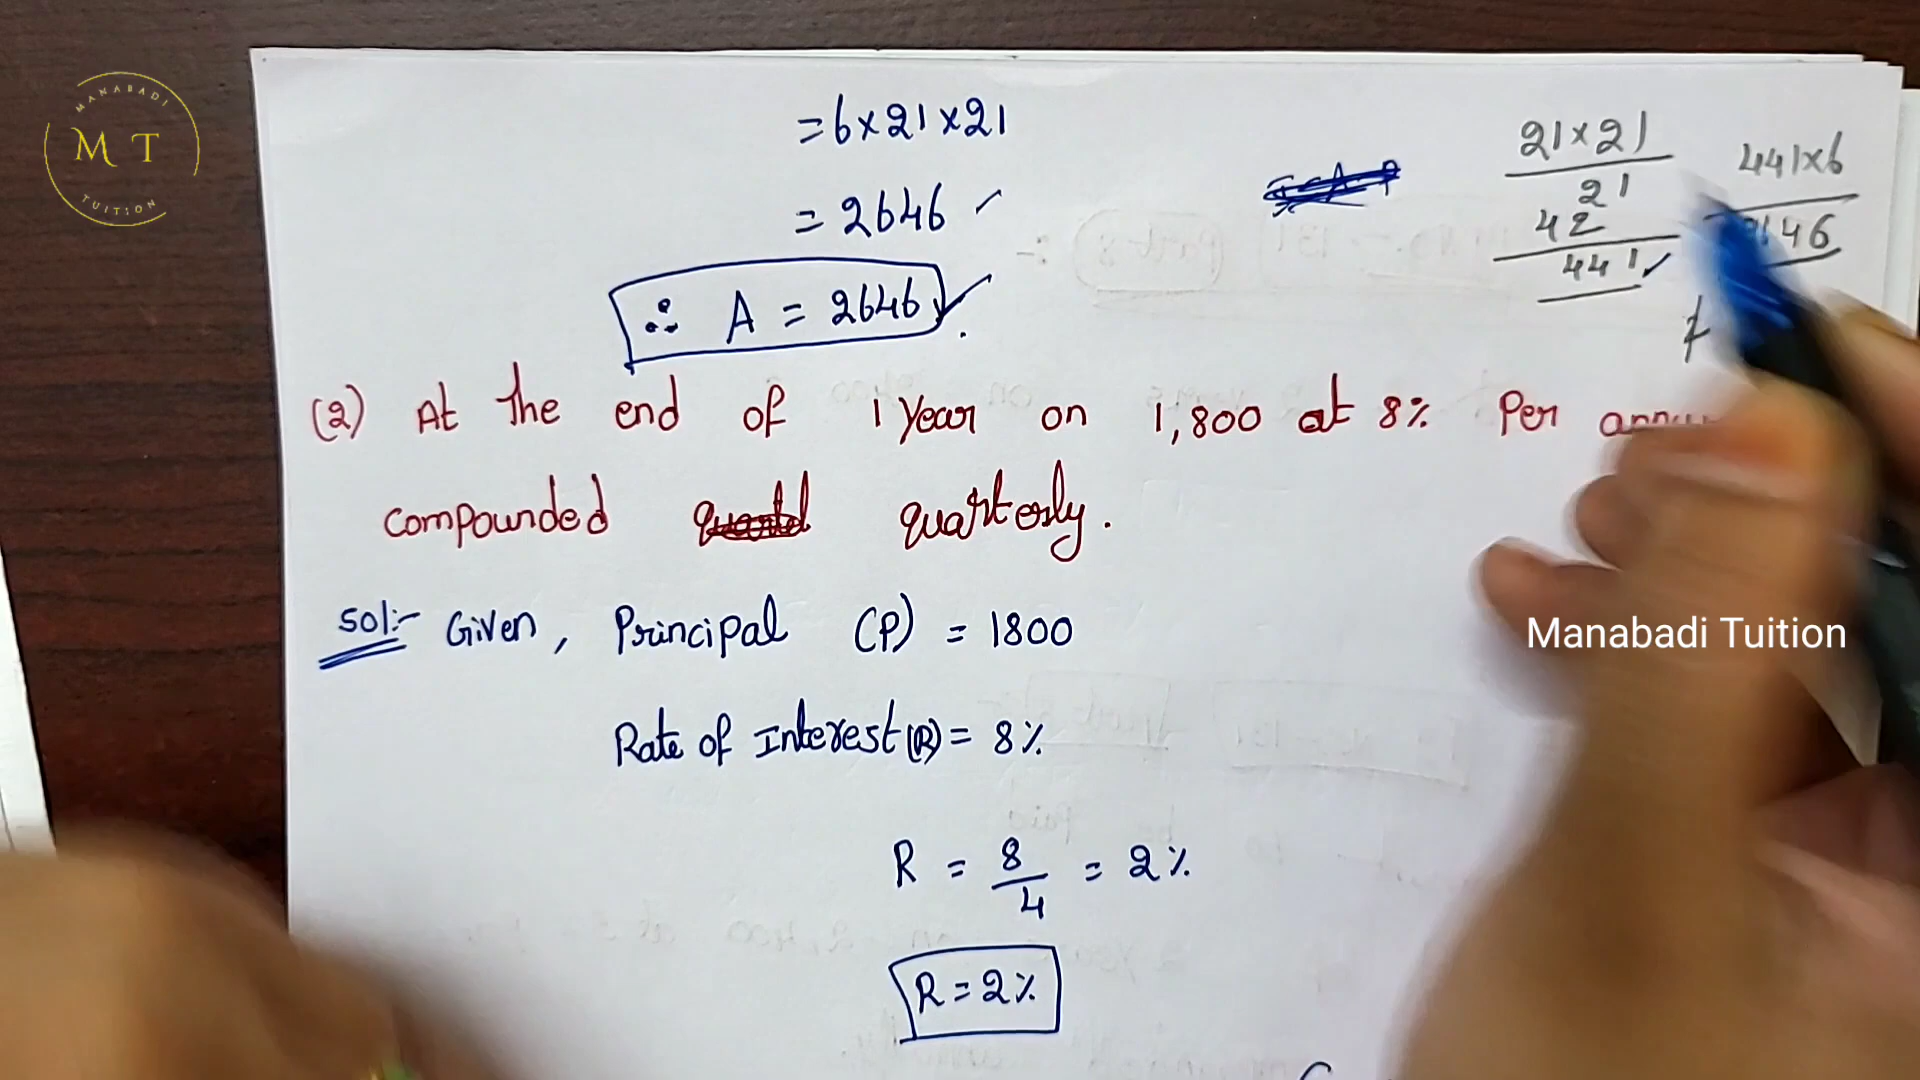 MANABADI
M T
TUITION
= 6 x 21 x 21
= 2646 ✓
∴ A = 2646 ✓.
21 x 21
21
42
441 ✓
441 x 6
46
(2) At the end of 1 year on 1,800 at 8% Per
compounded quarterly.
Sol:- Given, Principal (P) = 1800
Rate of Interest (R) = 8%
R = 8/4 = 2%
R = 2%
Manabadi Tuition